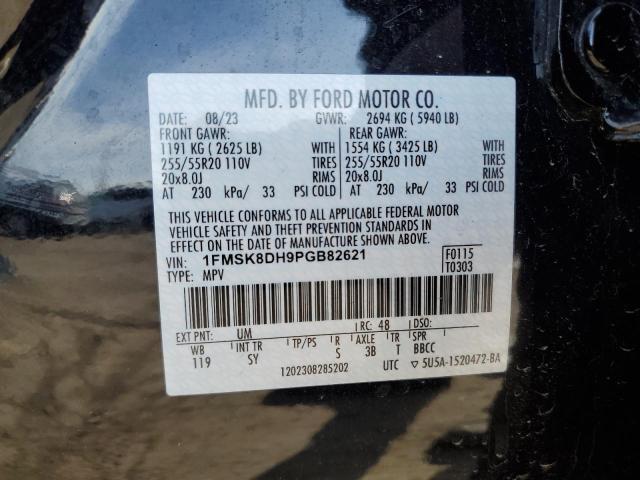 MFD. BY FORD MOTOR CO.
DATE: 08/23 GVWR: 2694 KG ( 5940 LB)
FRONT GAWR: REAR GAWR:
1191 KG ( 2625 LB) WITH 1554 KG ( 3425 LB) WITH
255/55R20 110V TIRES 255/55R20 110V TIRES
20x8.0J RIMS 20x8.0J RIMS
AT 230 kPa/ 33 PSI COLD AT 230 kPa/ 33 PSI COLD
THIS VEHICLE CONFORMS TO ALL APPLICABLE FEDERAL MOTOR
VEHICLE SAFETY AND THEFT PREVENTION STANDARDS IN
EFFECT ON THE DATE OF MANUFACTURE SHOWN ABOVE.
VIN: 1FMSK8DH9PGB82621 F0115
TYPE: MPV T0303
EXT PNT: UM RC: 48 DSO:
WB INT TR TP/PS R AXLE TR SPR
119 SY S 3B T BBCC
1202308285202 UTC ▽ 5U5A-1520472-BA